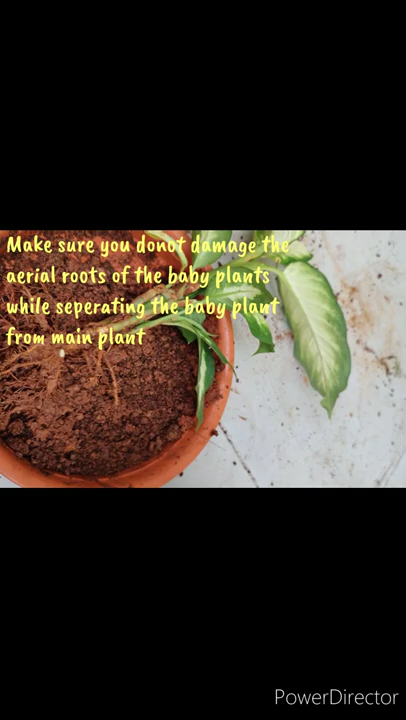 Make sure you donot damage the
aerial roots of the baby plants
while seperating the baby plant
from main plant
PowerDirector